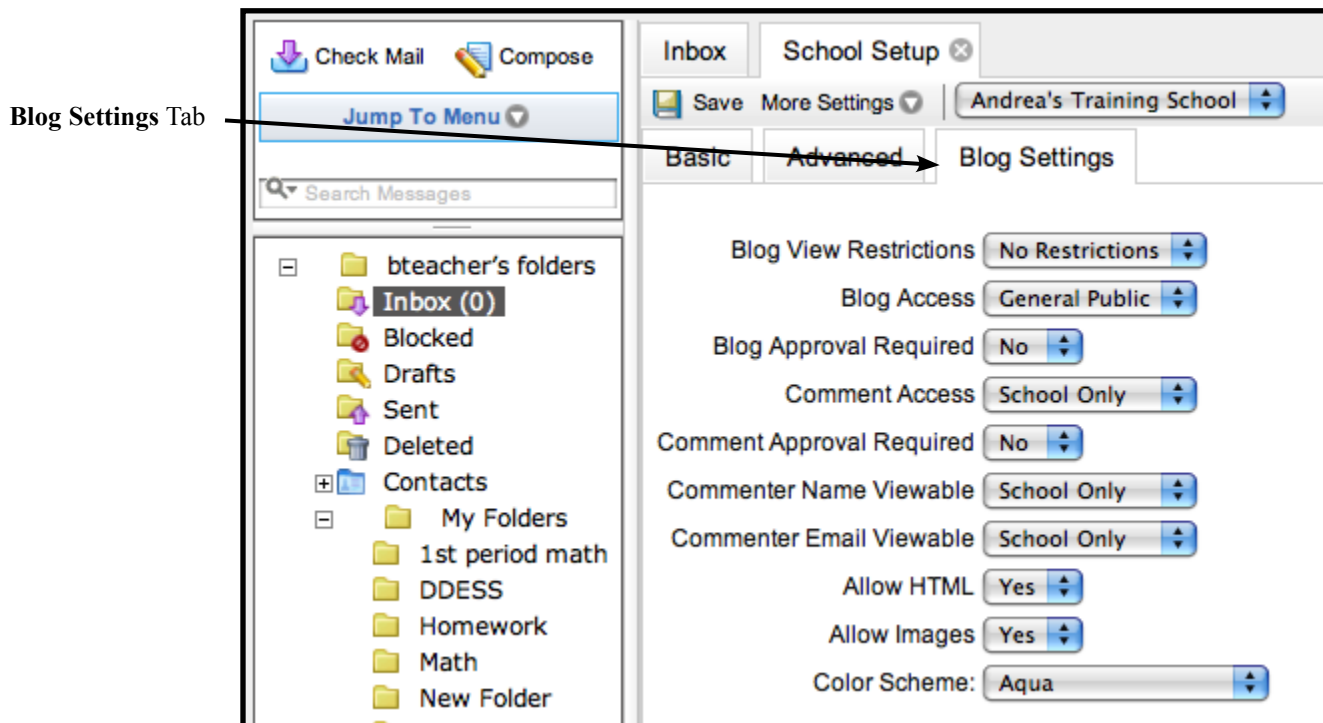 Blog Settings Tab
Check Mail Compose
Jump To Menu
Search Messages
bteacher's folders
Inbox (0)
Blocked
Drafts
Sent
Deleted
Contacts
My Folders
1st period math
DDESS
Homework
Math
New Folder
Inbox School Setup
Save More Settings Andrea's Training School
Basic Advanced Blog Settings
Blog View Restrictions No Restrictions
Blog Access General Public
Blog Approval Required No
Comment Access School Only
Comment Approval Required No
Commenter Name Viewable School Only
Commenter Email Viewable School Only
Allow HTML Yes
Allow Images Yes
Color Scheme: Aqua